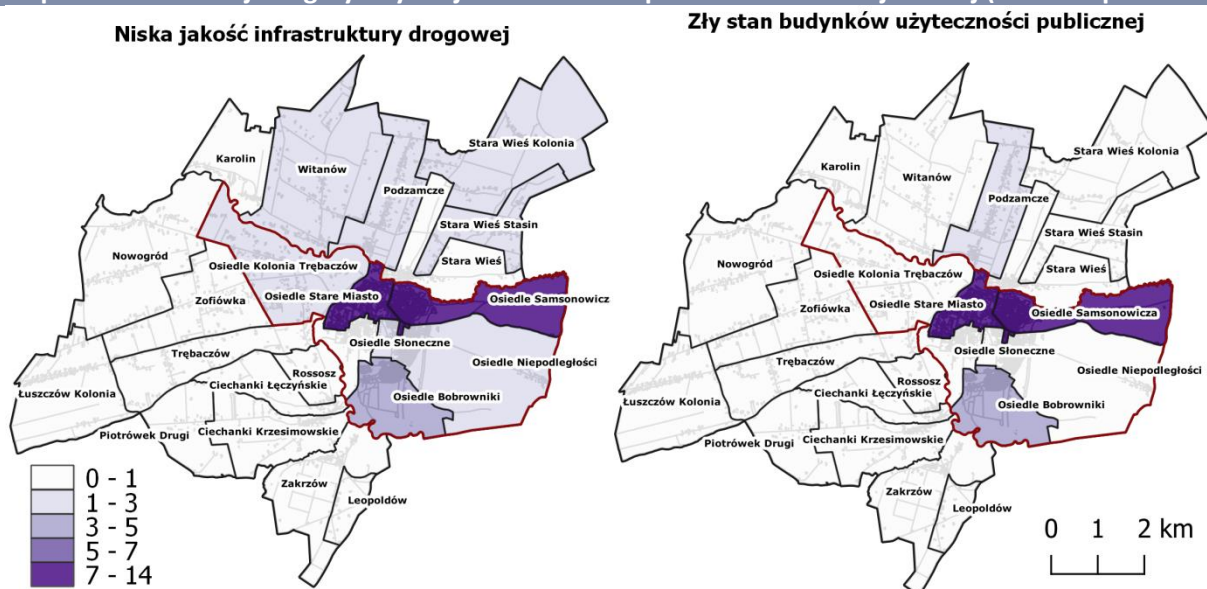 Niska jakość infrastruktury drogowej
Zły stan budynków użyteczności publicznej
Karolin
Witanów
Podzamcze
Stara Wieś Kolonia
Stara Wieś Stasin
Stara Wieś
Nowogród
Osiedle Kolonia Trębaczów
Zofiówka
Osiedle Stare Miasto
Osiedle Samsonowicz
Osiedle Słoneczne
Trębaczów
Osiedle Niepodległości
Rossosz
Ciechanki Łęczyńskie
Łuszczów Kolonia
Osiedle Bobrowniki
Piotrówek Drugi
Ciechanki Krzesimowskie
Zakrzów
Leopoldów
0 - 1
1 - 3
3 - 5
5 - 7
7 - 14
Karolin
Witanów
Podzamcze
Stara Wieś Kolonia
Stara Wieś Stasin
Stara Wieś
Nowogród
Osiedle Kolonia Trębaczów
Zofiówka
Osiedle Stare Miasto
Osiedle Samsonowicza
Osiedle Słoneczne
Trębaczów
Osiedle Niepodległości
Rossosz
Ciechanki Łęczyńskie
Łuszczów Kolonia
Osiedle Bobrowniki
Piotrówek Drugi
Ciechanki Krzesimowskie
Zakrzów
Leopoldów
0 1 2 km